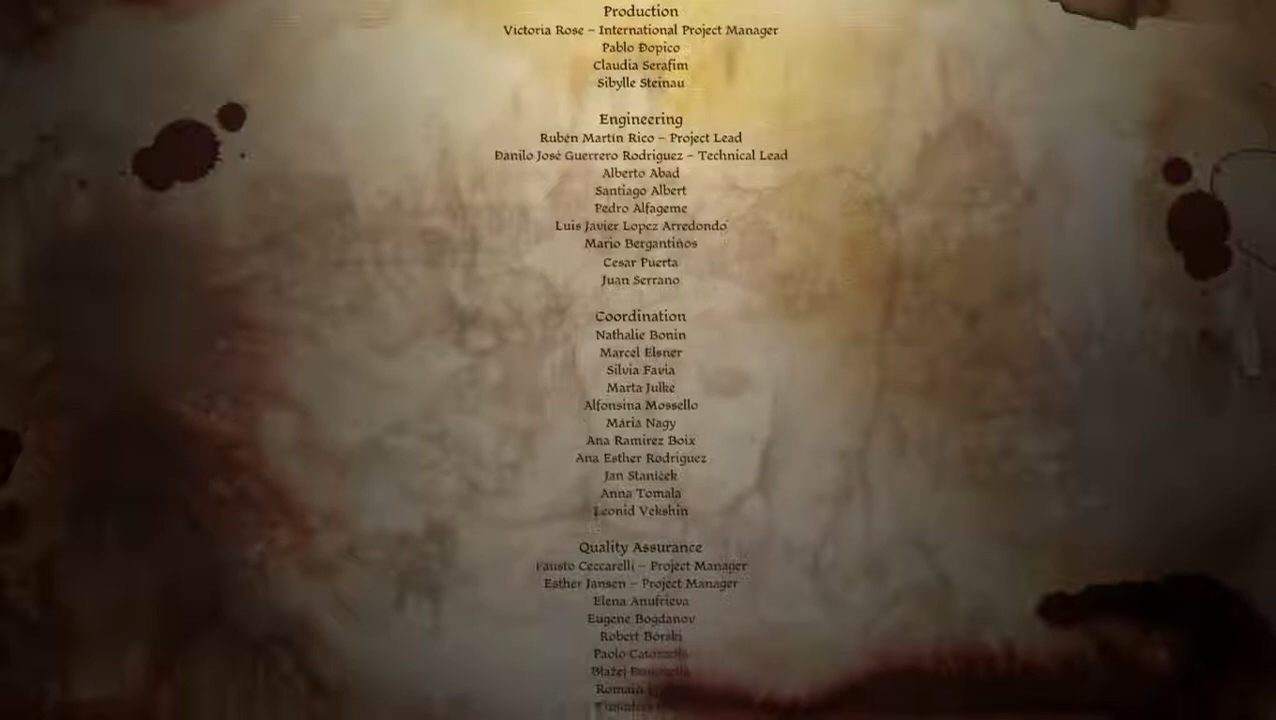 Production
Victoria Rose – International Project Manager
Pablo Dopico
Claudia Serafim
Sibylle Steinau
Engineering
Rubén Martín Rico – Project Lead
Danilo José Guerrero Rodriguez – Technical Lead
Alberto Abad
Santiago Albert
Pedro Alfageme
Luis Javier Lopez Arredondo
Mario Bergantiños
Cesar Puerta
Juan Serrano
Coordination
Nathalie Bonin
Marcel Elsner
Silvia Favia
Marta Julke
Alfonsina Mossello
Mária Nagy
Ana Ramirez Boix
Ana Esther Rodriguez
Jan Staníček
Anna Tomala
Leonid Vekshin
Quality Assurance
Fausto Ceccarelli – Project Manager
Esther Jansen – Project Manager
Elena Anufrieva
Eugene Bogdanov
Robert Borski
Paolo
Błażej
Romain